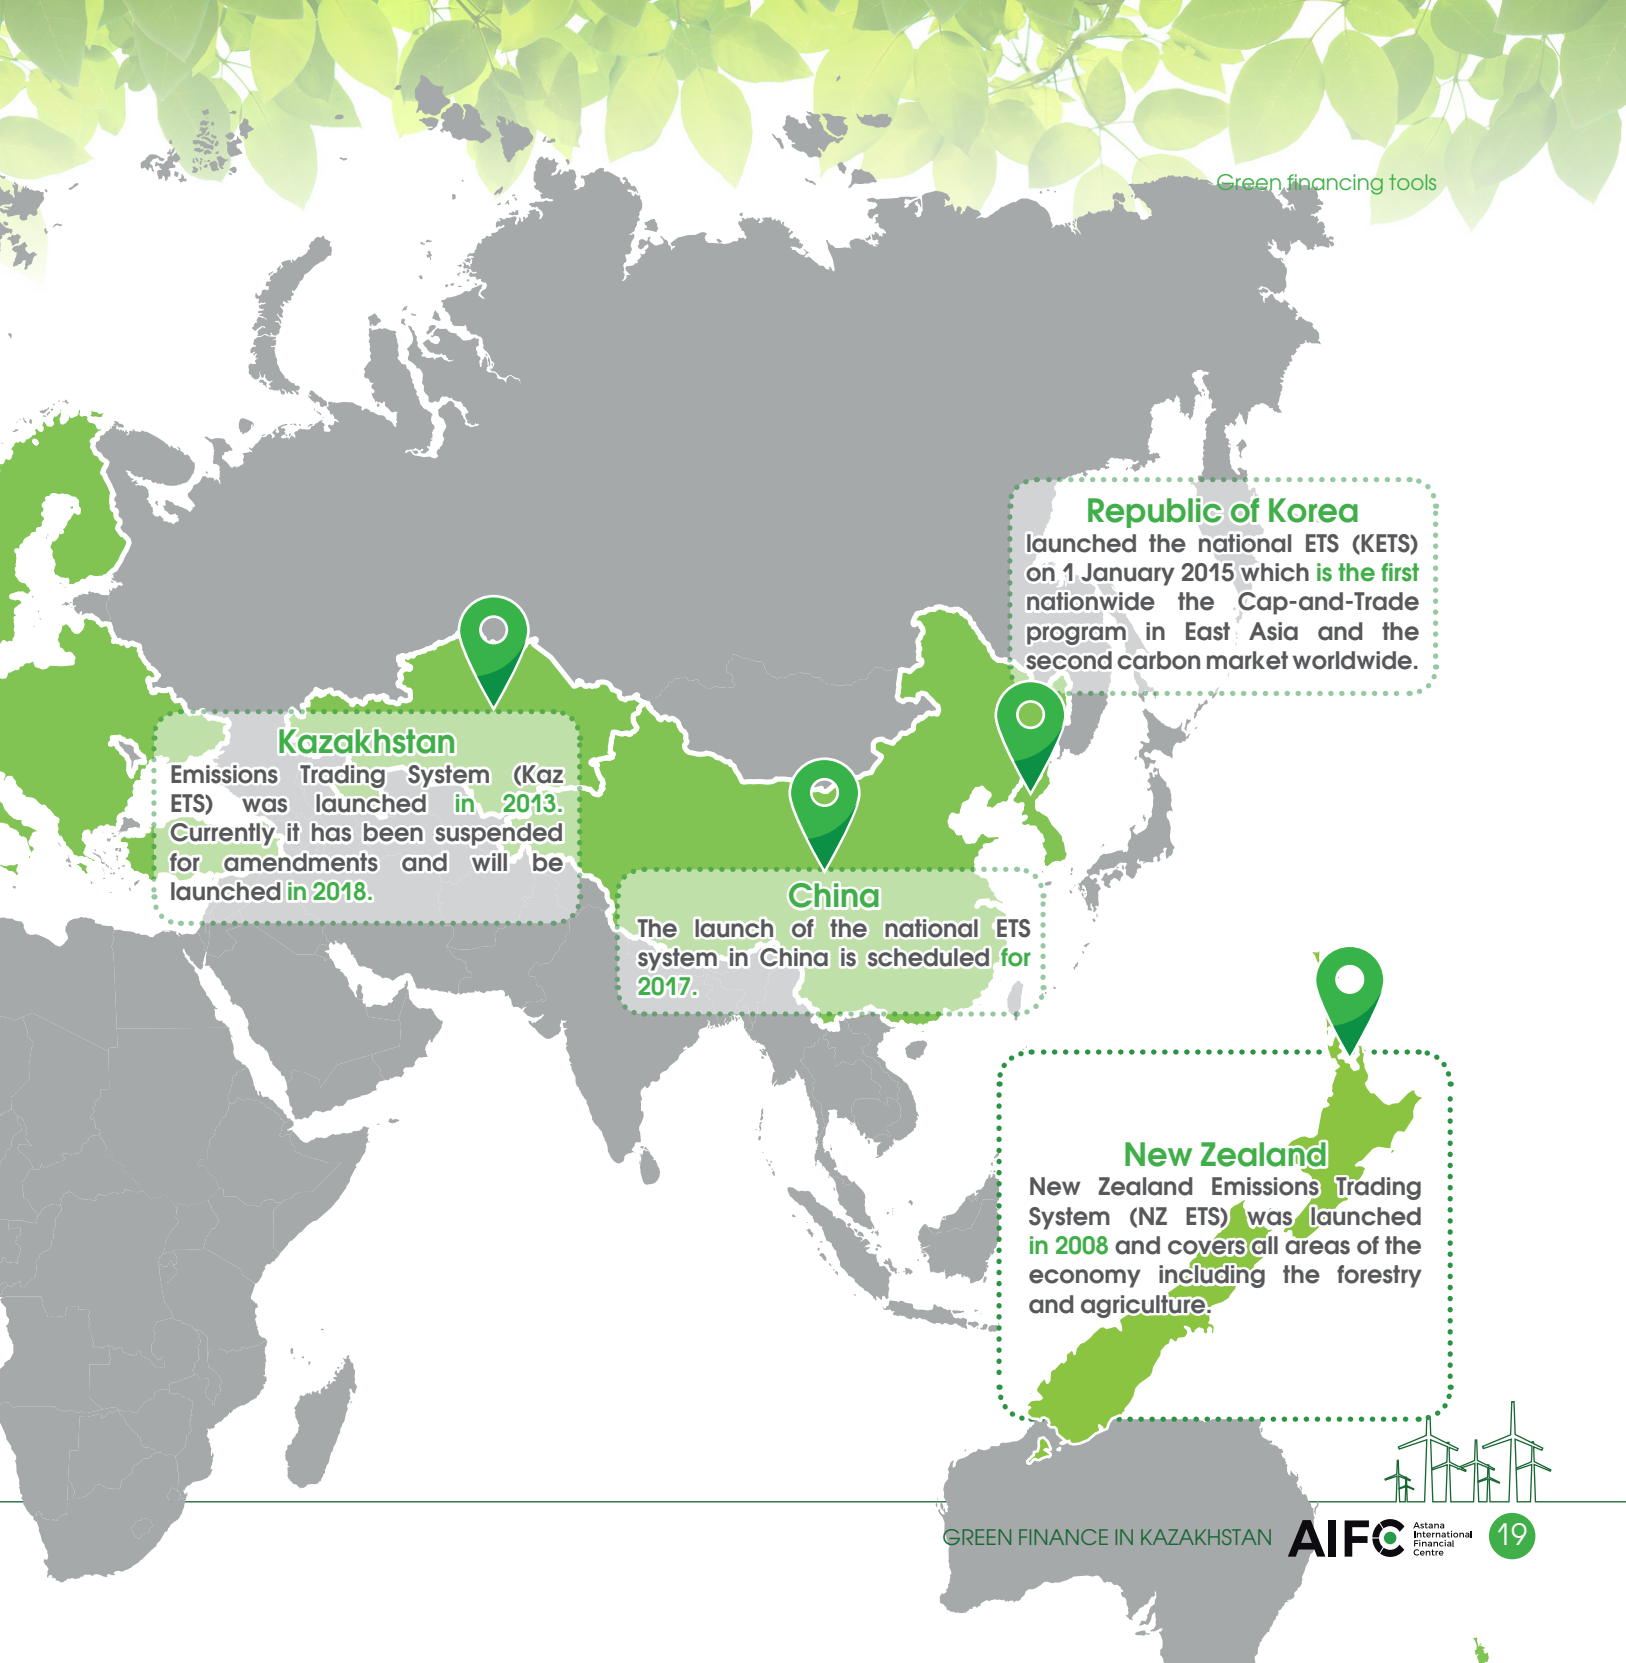 Green financing tools
Republic of Korea
launched the national ETS (KETS)
on 1 January 2015 which is the first
nationwide the Cap-and-Trade
program in East Asia and the
second carbon market worldwide.
Kazakhstan
Emissions Trading System (Kaz
ETS) was launched in 2013.
Currently it has been suspended
for amendments and will be
launched in 2018.
China
The launch of the national ETS
system in China is scheduled for
2017.
New Zealand
New Zealand Emissions Trading
System (NZ ETS) was launched
in 2008 and covers all areas of the
economy including the forestry
and agriculture.
GREEN FINANCE IN KAZAKHSTAN
AIFC
Astana
International
Financial
Centre
19